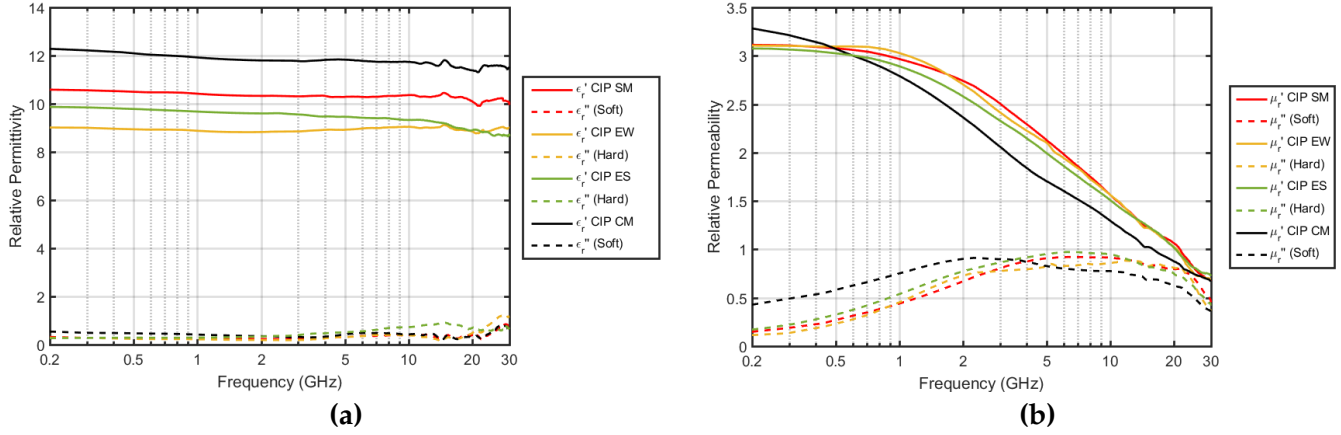 14
12
10
8
6
4
2
0
Relative Permittivity
0.2
0.5
1
2
5
10
20
30
Frequency (GHz)
ϵr' CIP SM
ϵr'' (Soft)
ϵr' CIP EW
ϵr'' (Hard)
ϵr' CIP ES
ϵr'' (Hard)
ϵr' CIP CM
ϵr'' (Soft)
(a)
3.5
3
2.5
2
1.5
1
0.5
0
Relative Permeability
0.2
0.5
1
2
5
10
20
30
Frequency (GHz)
μr' CIP SM
μr'' (Soft)
μr' CIP EW
μr'' (Hard)
μr' CIP ES
μr'' (Hard)
μr' CIP CM
μr'' (Soft)
(b)